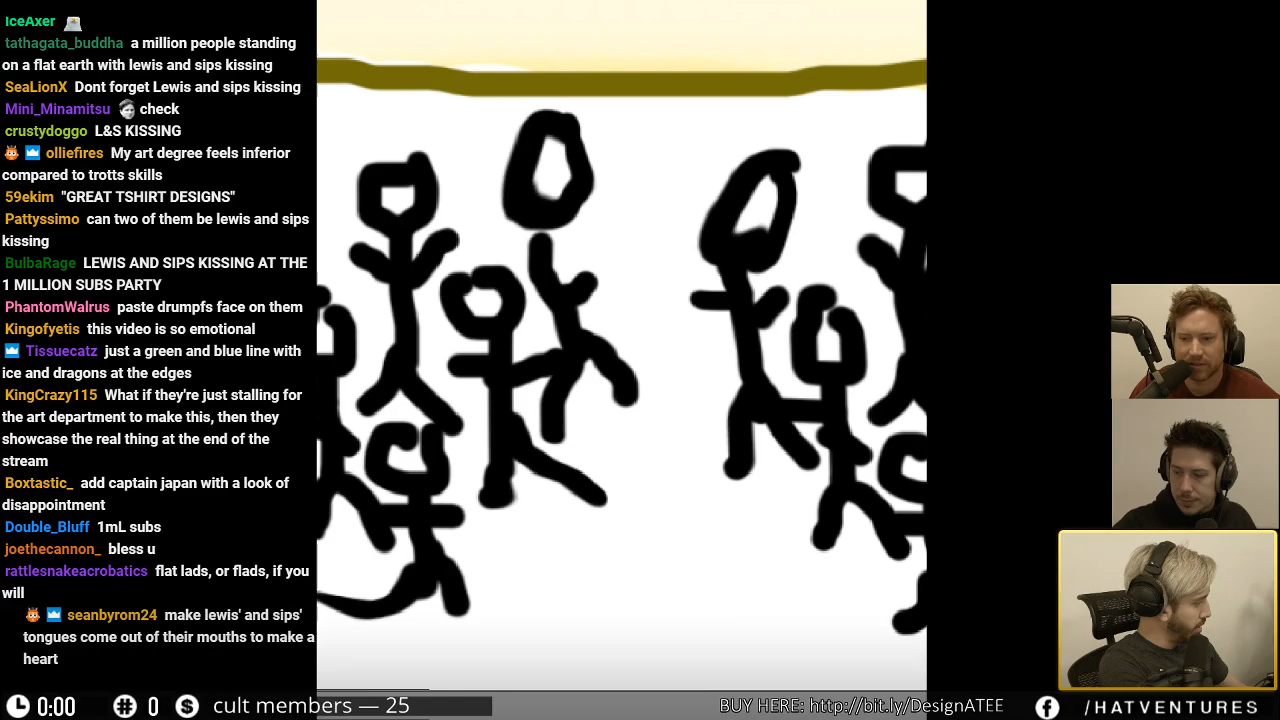 IceAxer
tathagata_buddha a million people standing
on a flat earth with lewis and sips kissing
SeaLionX Dont forget Lewis and sips kissing
Mini_Minamitsu check
crustydoggo L&S KISSING
olliefires My art degree feels inferior
compared to trotts skills
59ekim "GREAT TSHIRT DESIGNS"
Pattyssimo can two of them be lewis and sips
kissing
BulbaRage LEWIS AND SIPS KISSING AT THE
1 MILLION SUBS PARTY
PhantomWalrus paste drumpfs face on them
Kingofyetis this video is so emotional
Tissuecatz just a green and blue line with
ice and dragons at the edges
KingCrazy115 What if they're just stalling for
the art department to make this, then they
showcase the real thing at the end of the
stream
Boxtastic_ add captain japan with a look of
disappointment
Double_Bluff 1mL subs
joethecannon_ bless u
rattlesnakeacrobatics flat lads, or flads, if you
will
seanbyrom24 make lewis' and sips'
tongues come out of their mouths to make a
heart
0:00 # 0 $ cult members — 25 BUY HERE: http://bit.ly/DesignATEE f /HATVENTURES